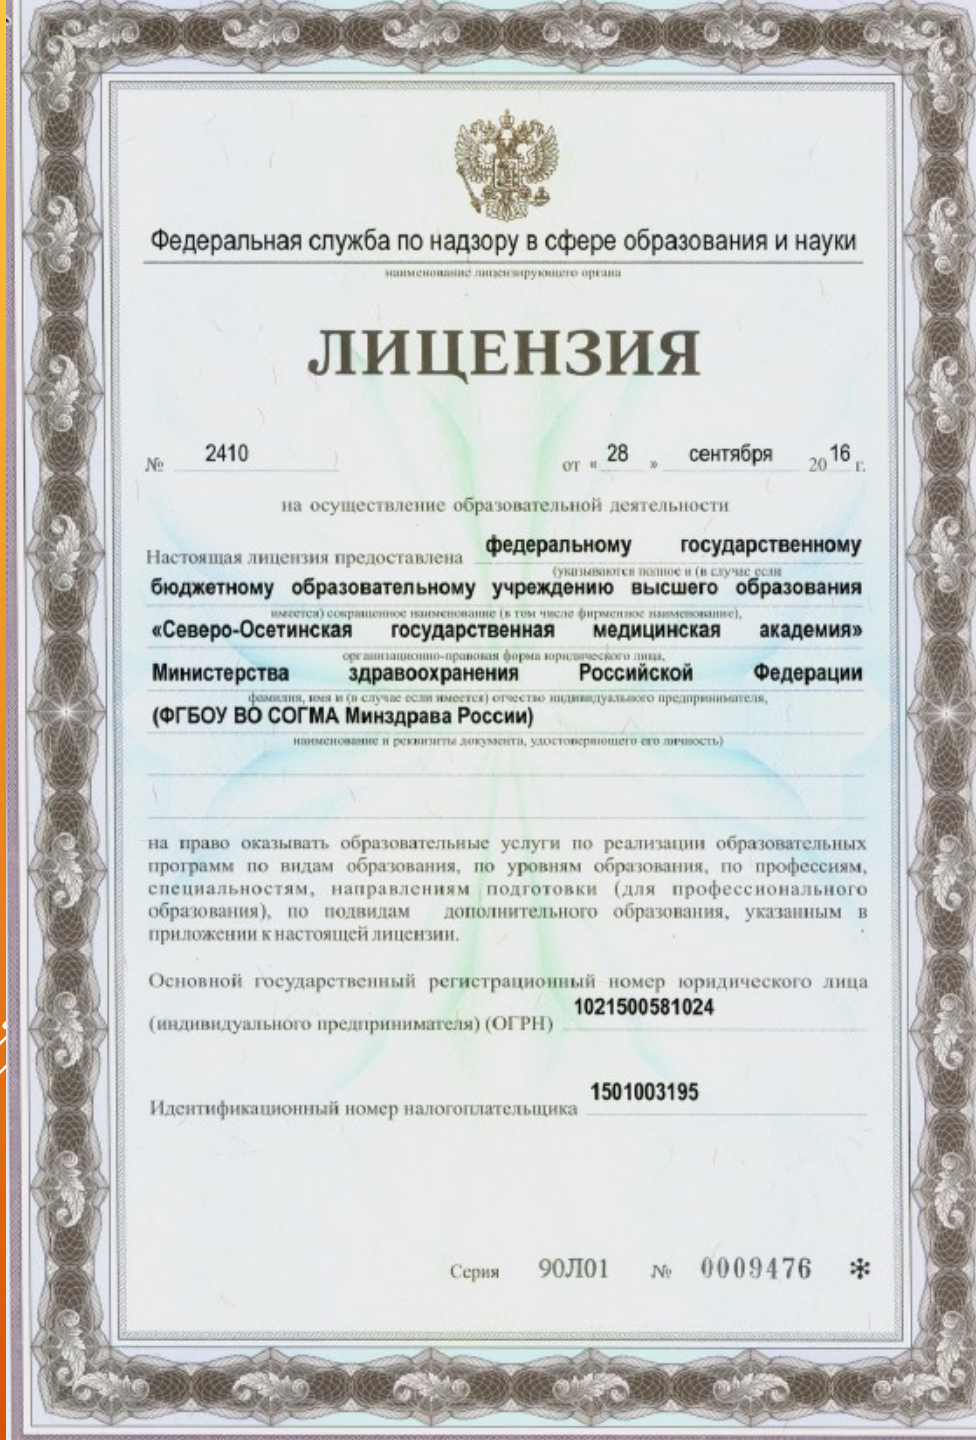 Федеральная служба по надзору в сфере образования и науки
наименование лицензирующего органа
ЛИЦЕНЗИЯ
№ 2410 от « 28 » сентября 20 16 г.
на осуществление образовательной деятельности
Настоящая лицензия предоставлена федеральному государственному
(указываются полное и (в случае если
бюджетному образовательному учреждению высшего образования
имеется) сокращенное наименование (в том числе фирменное наименование),
«Северо-Осетинская государственная медицинская академия»
организационно-правовая форма юридического лица,
Министерства здравоохранения Российской Федерации
фамилия, имя и (в случае если имеется) отчество индивидуального предпринимателя,
(ФГБОУ ВО СОГМА Минздрава России)
наименование и реквизиты документа, удостоверяющего его личность)
на право оказывать образовательные услуги по реализации образовательных
программ по видам образования, по уровням образования, по профессиям,
специальностям, направлениям подготовки (для профессионального
образования), по подвидам дополнительного образования, указанным в
приложении к настоящей лицензии.
Основной государственный регистрационный номер юридического лица
(индивидуального предпринимателя) (ОГРН) 1021500581024
Идентификационный номер налогоплательщика 1501003195
Серия 90Л01 № 0009476 *